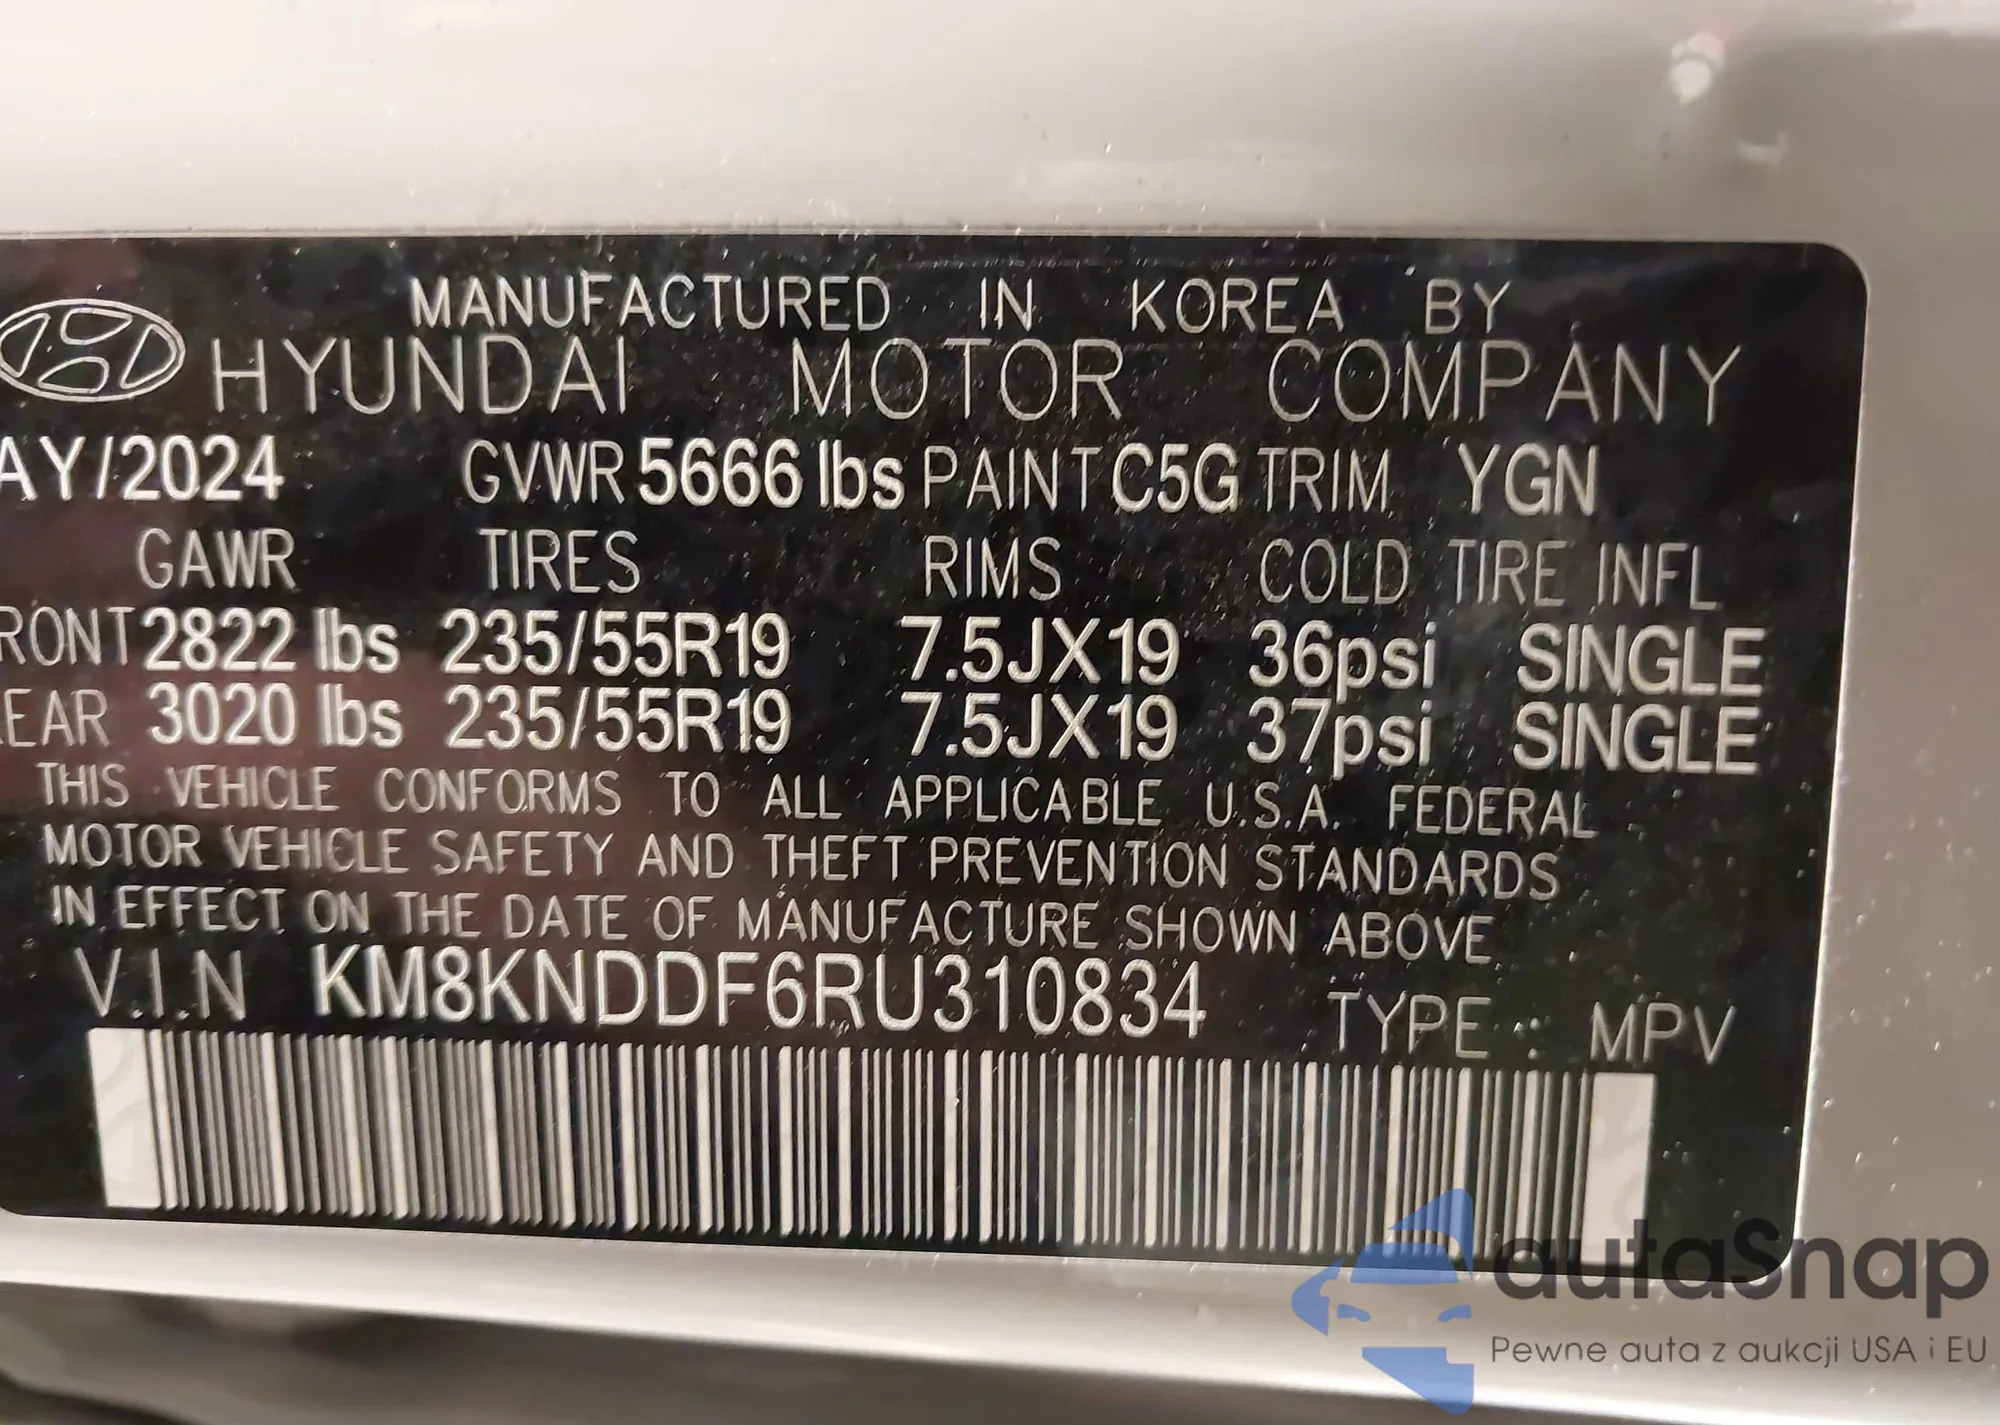 MANUFACTURED IN KOREA BY
HYUNDAI MOTOR COMPANY
AY/2024 GVWR 5666 lbs PAINT C5G TRIM YGN
GAWR TIRES RIMS COLD TIRE INFL
RONT 2822 lbs 235/55R19 7.5JX19 36psi SINGLE
EAR 3020 lbs 235/55R19 7.5JX19 37psi SINGLE
THIS VEHICLE CONFORMS TO ALL APPLICABLE U.S.A. FEDERAL
MOTOR VEHICLE SAFETY AND THEFT PREVENTION STANDARDS
IN EFFECT ON THE DATE OF MANUFACTURE SHOWN ABOVE
V.I.N KM8KNDDF6RU310834 TYPE : MPV
autaSnap
Pewne auta z aukcji USA i EU